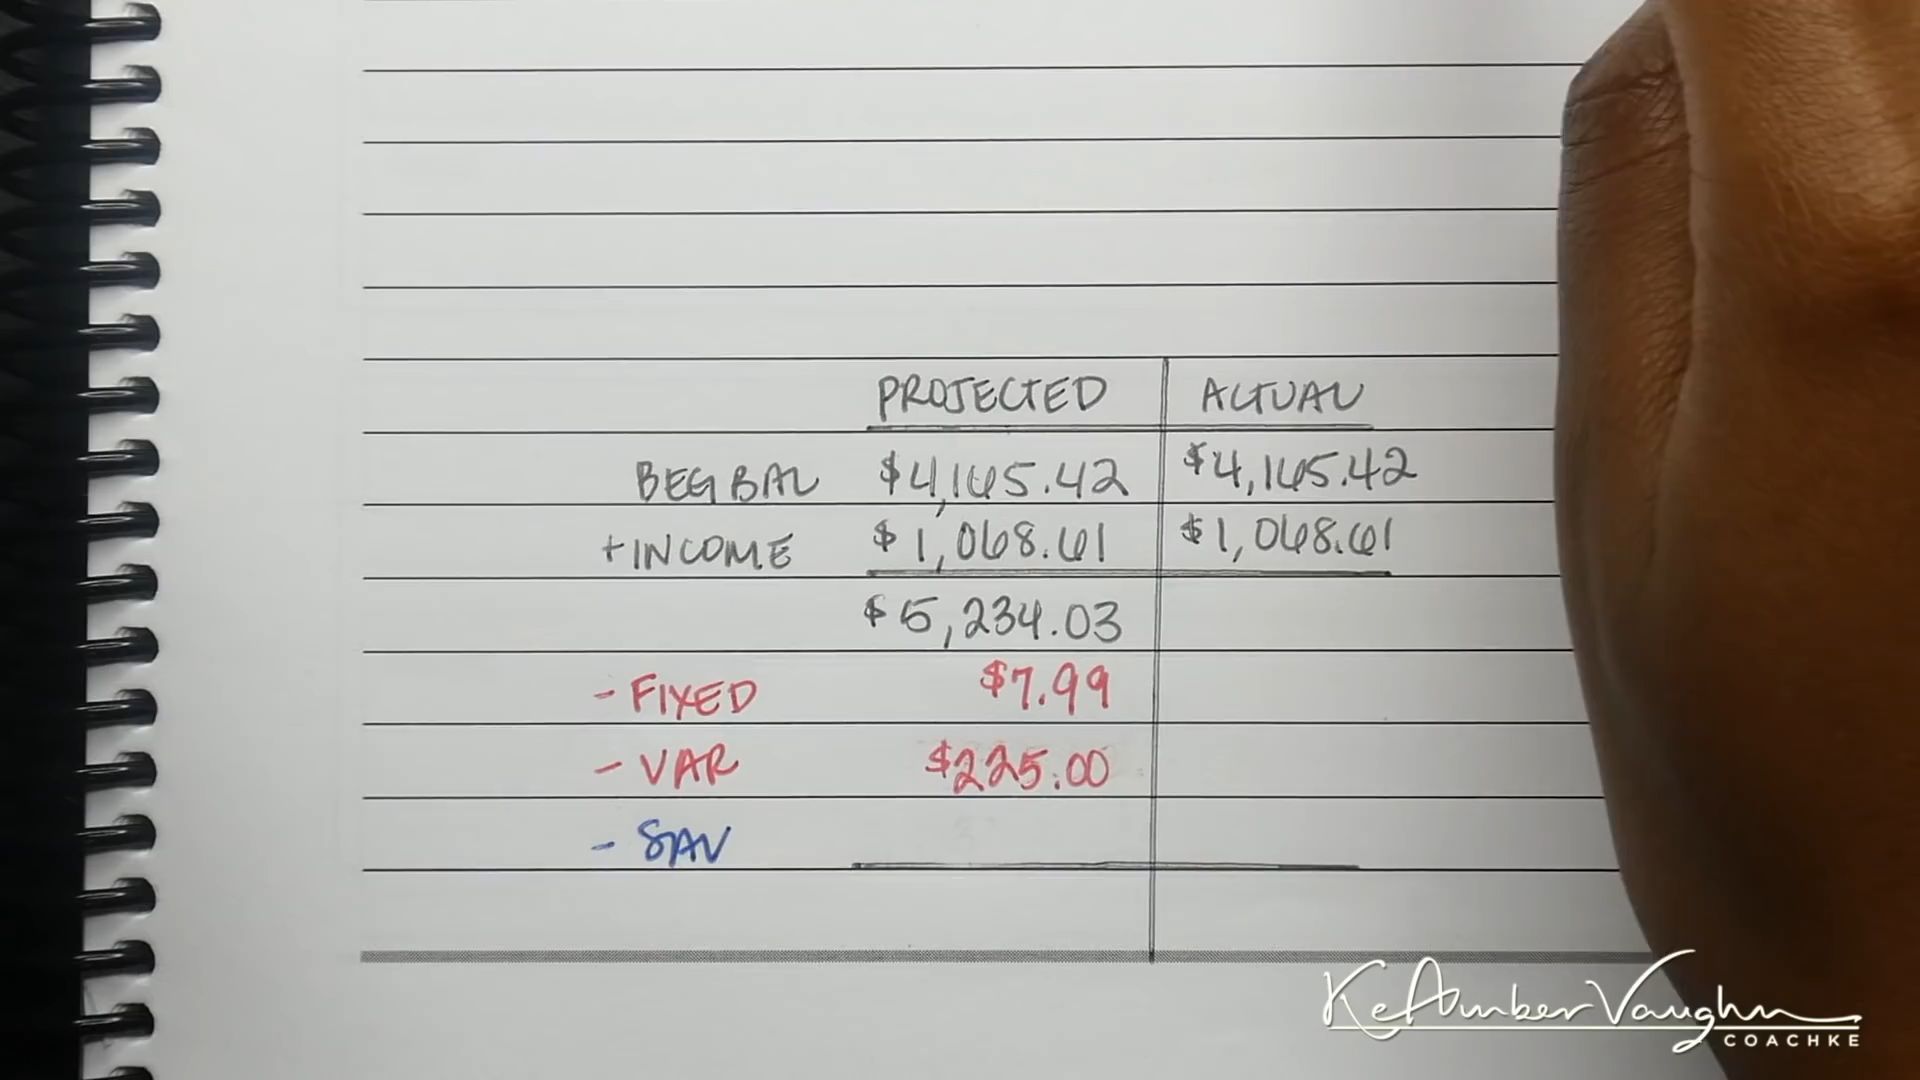 PROJECTED ACTUAL
BEG BAL $4,165.42 $4,165.42
+ INCOME $1,068.61 $1,068.61
$5,234.03
- FIXED $7.99
- VAR $225.00
- SAV
KeAmber Vaughn
COACHKE